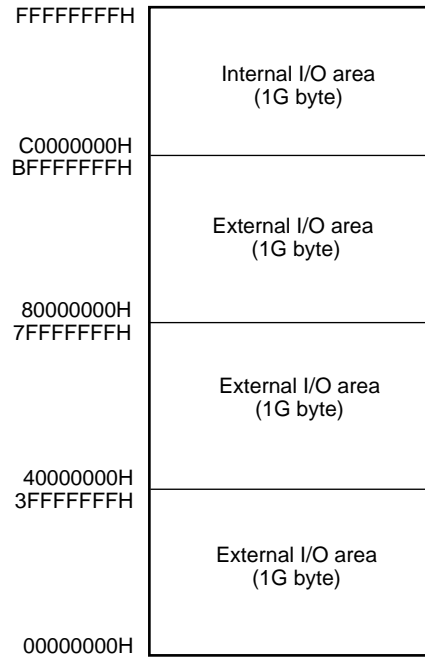 FFFFFFFFH
Internal I/O area
(1G byte)
C0000000H
BFFFFFFFH
External I/O area
(1G byte)
80000000H
7FFFFFFFH
External I/O area
(1G byte)
40000000H
3FFFFFFFH
External I/O area
(1G byte)
00000000H